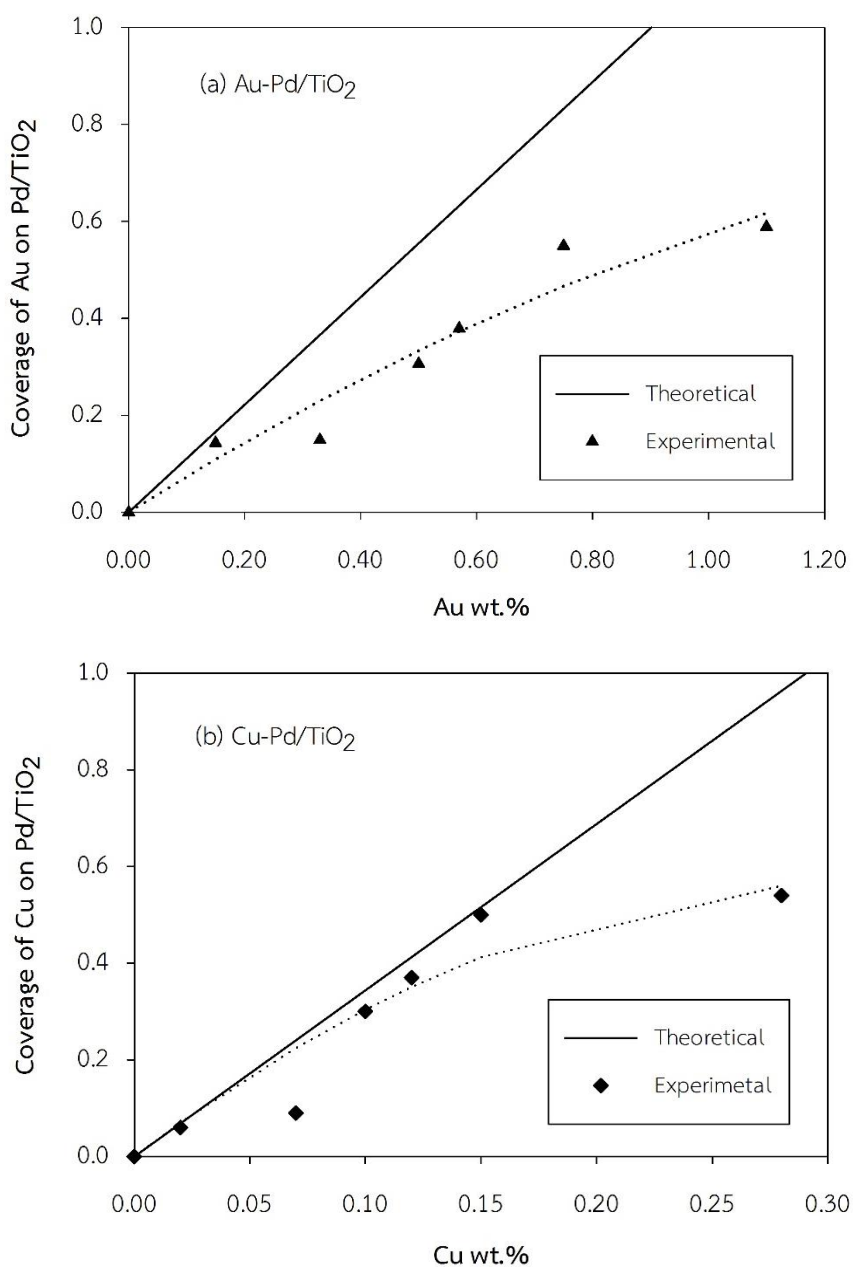 1.0
(a) Au-Pd/TiO2
0.8
0.6
0.4
0.2
0.0
Coverage of Au on Pd/TiO2
Theoretical
Experimental
0.00 0.20 0.40 0.60 0.80 1.00 1.20
Au wt.%
1.0
(b) Cu-Pd/TiO2
0.8
0.6
0.4
0.2
0.0
Coverage of Cu on Pd/TiO2
Theoretical
Experimetal
0.00 0.05 0.10 0.15 0.20 0.25 0.30
Cu wt.%